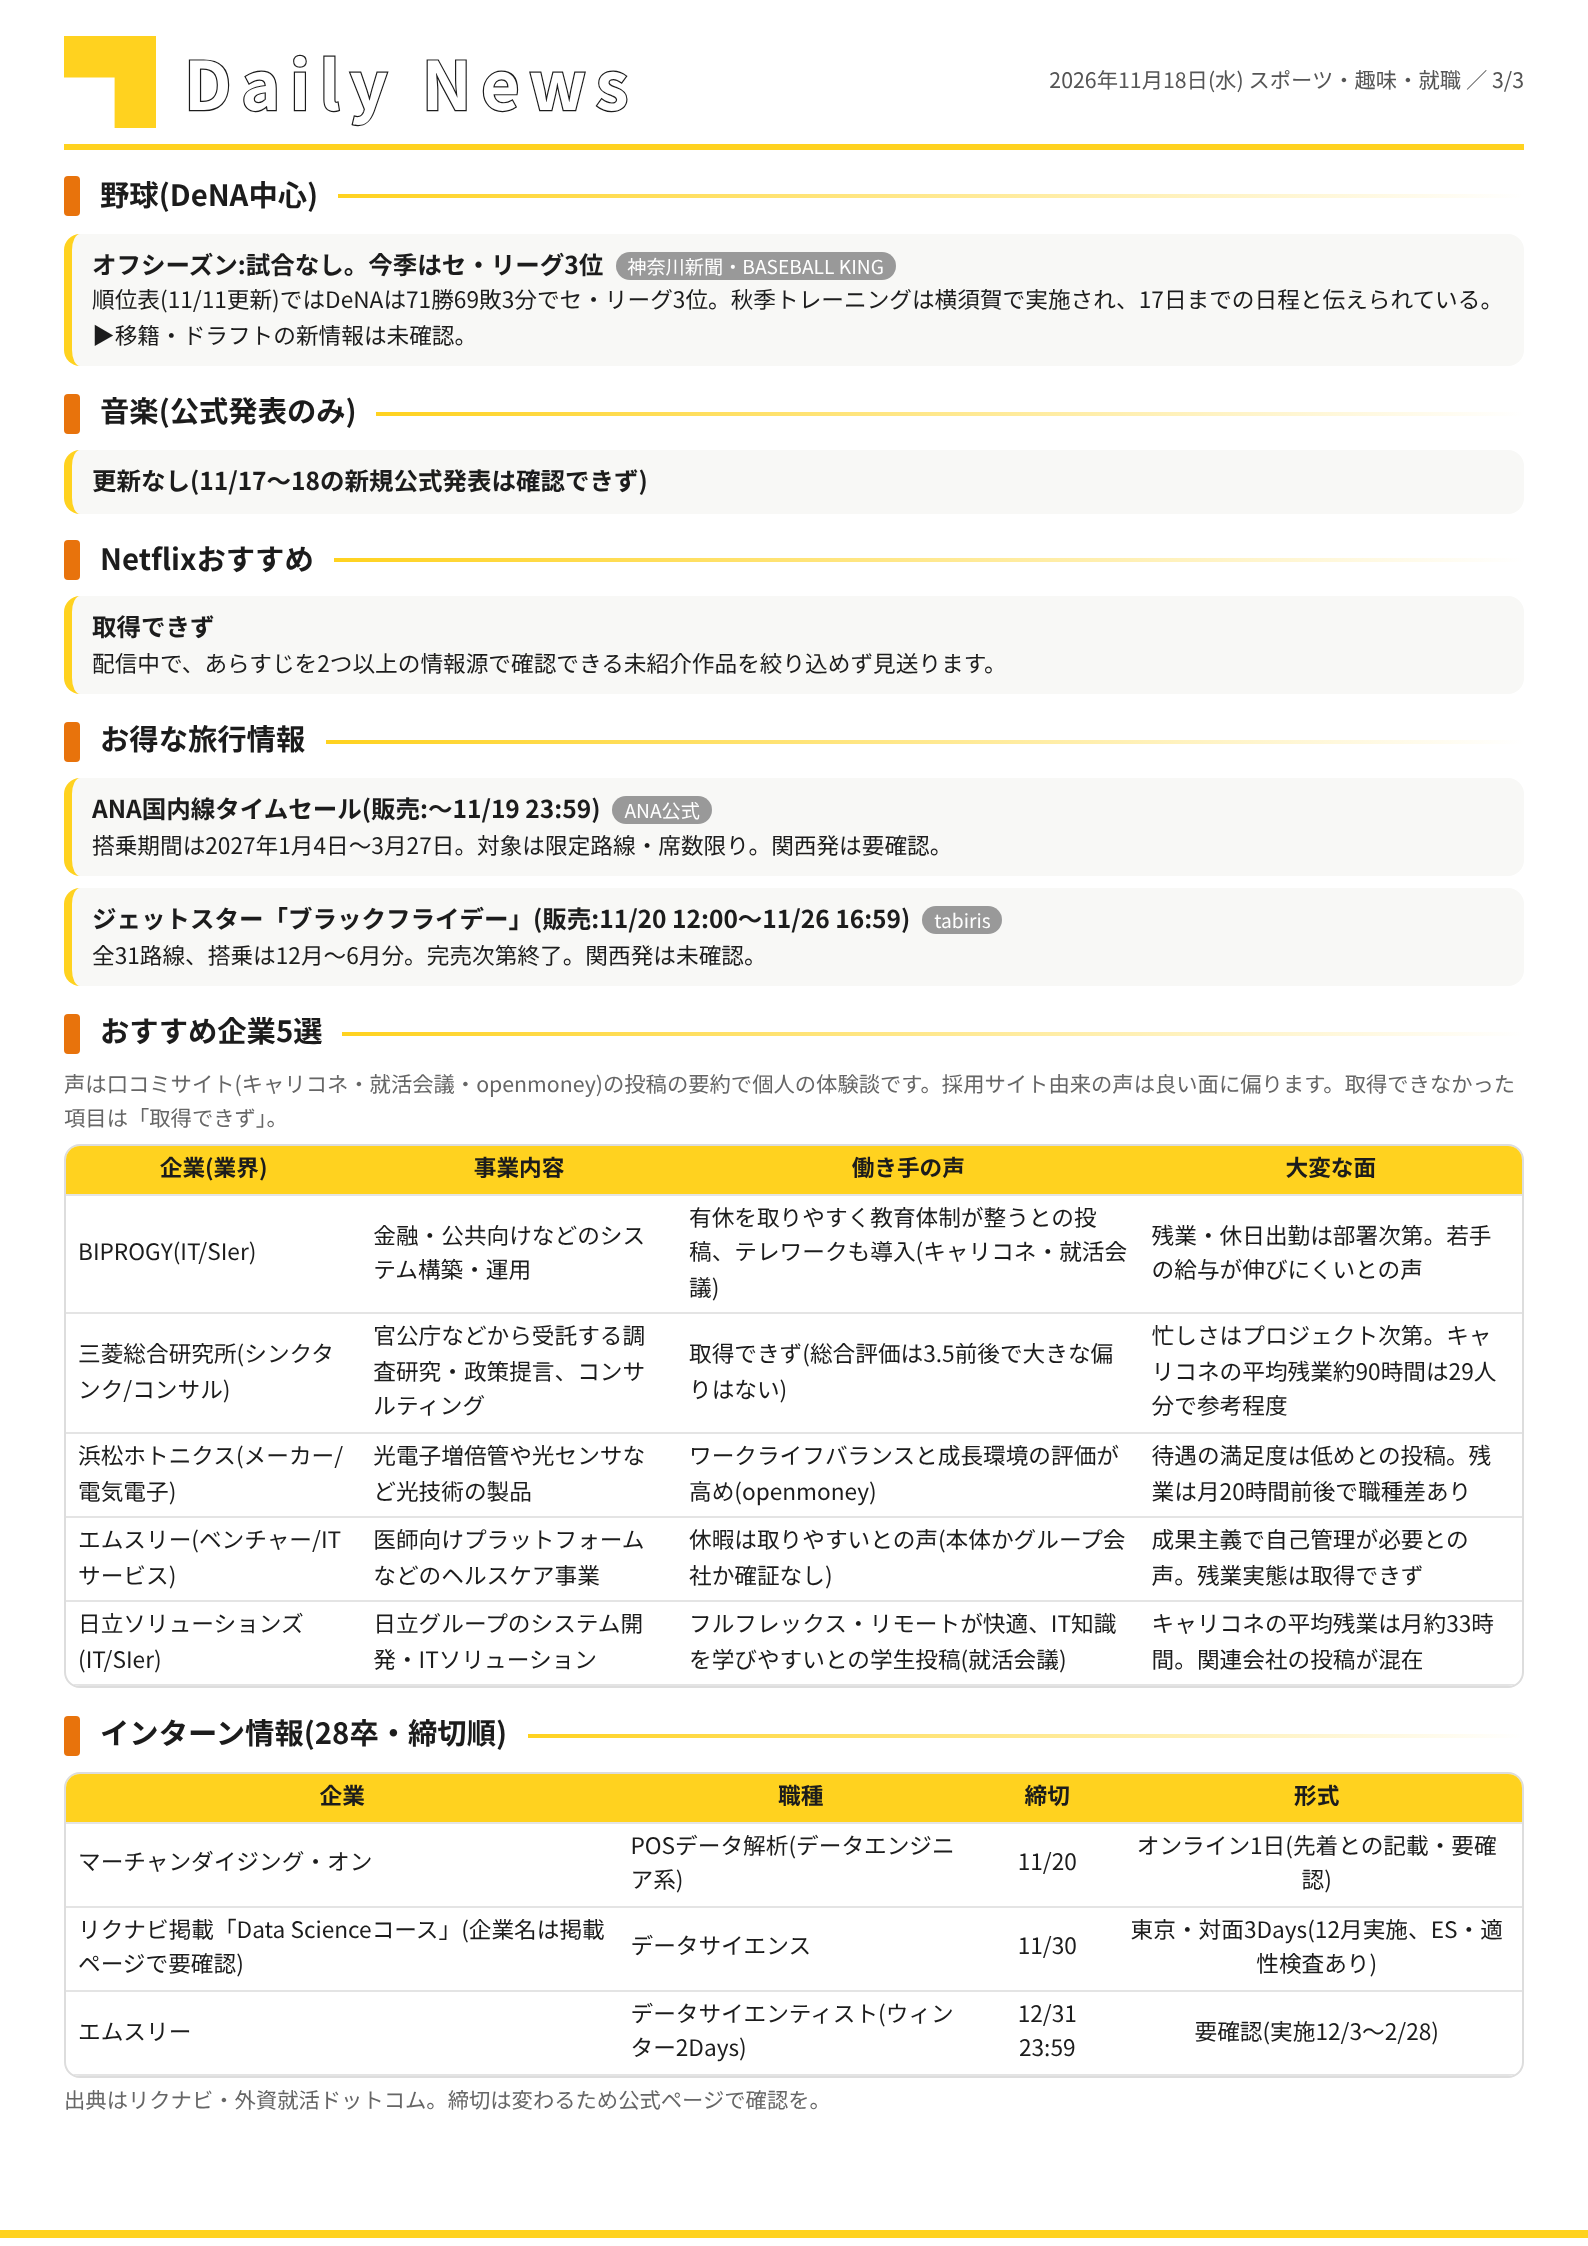 Daily News
2026年11月18日(水) スポーツ・趣味・就職 ／ 3/3
野球(DeNA中心)
オフシーズン:試合なし。今季はセ・リーグ3位 神奈川新聞・BASEBALL KING
順位表(11/11更新)ではDeNAは71勝69敗3分でセ・リーグ3位。秋季トレーニングは横須賀で実施され、17日までの日程と伝えられている。
▶移籍・ドラフトの新情報は未確認。
音楽(公式発表のみ)
更新なし(11/17〜18の新規公式発表は確認できず)
Netflixおすすめ
取得できず
配信中で、あらすじを2つ以上の情報源で確認できる未紹介作品を絞り込めず見送ります。
お得な旅行情報
ANA国内線タイムセール(販売:〜11/19 23:59) ANA公式
搭乗期間は2027年1月4日〜3月27日。対象は限定路線・席数限り。関西発は要確認。
ジェットスター「ブラックフライデー」(販売:11/20 12:00〜11/26 16:59) tabiris
全31路線、搭乗は12月〜6月分。完売次第終了。関西発は未確認。
おすすめ企業5選
声は口コミサイト(キャリコネ・就活会議・openmoney)の投稿の要約で個人の体験談です。採用サイト由来の声は良い面に偏ります。取得できなかった
項目は「取得できず」。
企業(業界) 事業内容 働き手の声 大変な面
BIPROGY(IT/SIer)
金融・公共向けなどのシス
テム構築・運用
有休を取りやすく教育体制が整うとの投
稿、テレワークも導入(キャリコネ・就活会
議)
残業・休日出勤は部署次第。若手
の給与が伸びにくいとの声
三菱総合研究所(シンクタ
ンク/コンサル)
官公庁などから受託する調
査研究・政策提言、コンサ
ルティング
取得できず(総合評価は3.5前後で大きな偏
りはない)
忙しさはプロジェクト次第。キャ
リコネの平均残業約90時間は29人
分で参考程度
浜松ホトニクス(メーカー/
電気電子)
光電子増倍管や光センサな
ど光技術の製品
ワークライフバランスと成長環境の評価が
高め(openmoney)
待遇の満足度は低めとの投稿。残
業は月20時間前後で職種差あり
エムスリー(ベンチャー/IT
サービス)
医師向けプラットフォーム
などのヘルスケア事業
休暇は取りやすいとの声(本体かグループ会
社か確証なし)
成果主義で自己管理が必要との
声。残業実態は取得できず
日立ソリューションズ
(IT/SIer)
日立グループのシステム開
発・ITソリューション
フルフレックス・リモートが快適、IT知識
を学びやすいとの学生投稿(就活会議)
キャリコネの平均残業は月約33時
間。関連会社の投稿が混在
インターン情報(28卒・締切順)
企業 職種 締切 形式
マーチャンダイジング・オン
POSデータ解析(データエンジニ
ア系)
11/20
オンライン1日(先着との記載・要確
認)
リクナビ掲載「Data Scienceコース」(企業名は掲載
ページで要確認)
データサイエンス
11/30
東京・対面3Days(12月実施、ES・適
性検査あり)
エムスリー
データサイエンティスト(ウィン
ター2Days)
12/31
23:59
要確認(実施12/3〜2/28)
出典はリクナビ・外資就活ドットコム。締切は変わるため公式ページで確認を。